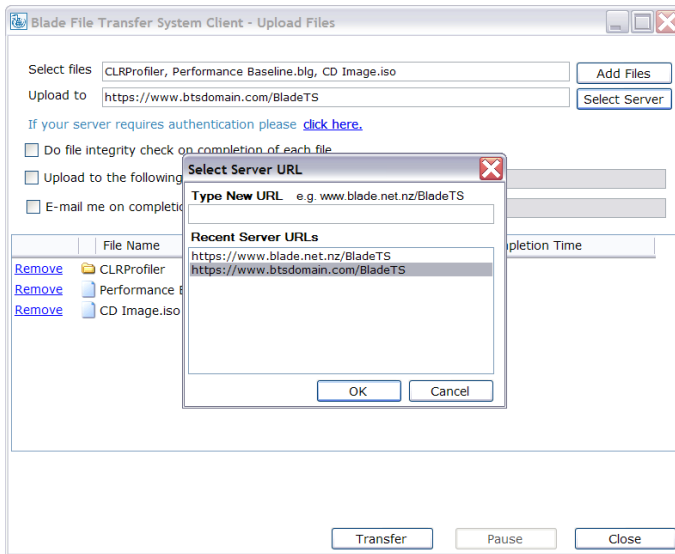 Blade File Transfer System Client - Upload Files
Select files CLRProfiler, Performance Baseline.blg, CD Image.iso Add Files
Upload to https://www.btsdomain.com/BladeTS Select Server
If your server requires authentication please click here.
Do file integrity check on completion of each file
Upload to the following
E-mail me on
Select Server URL
Type New URL e.g. www.blade.net.nz/BladeTS
Recent Server URLs
https://www.blade.net.nz/BladeTS
https://www.btsdomain.com/BladeTS
OK Cancel
File Name Time
Remove CLRProfiler
Remove Performance
Remove CD Image.iso
Transfer Pause Close